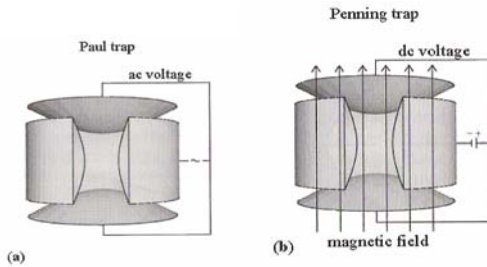 Paul trap
ac voltage
~
(a)
Penning trap
dc voltage
- +
(b)
magnetic field